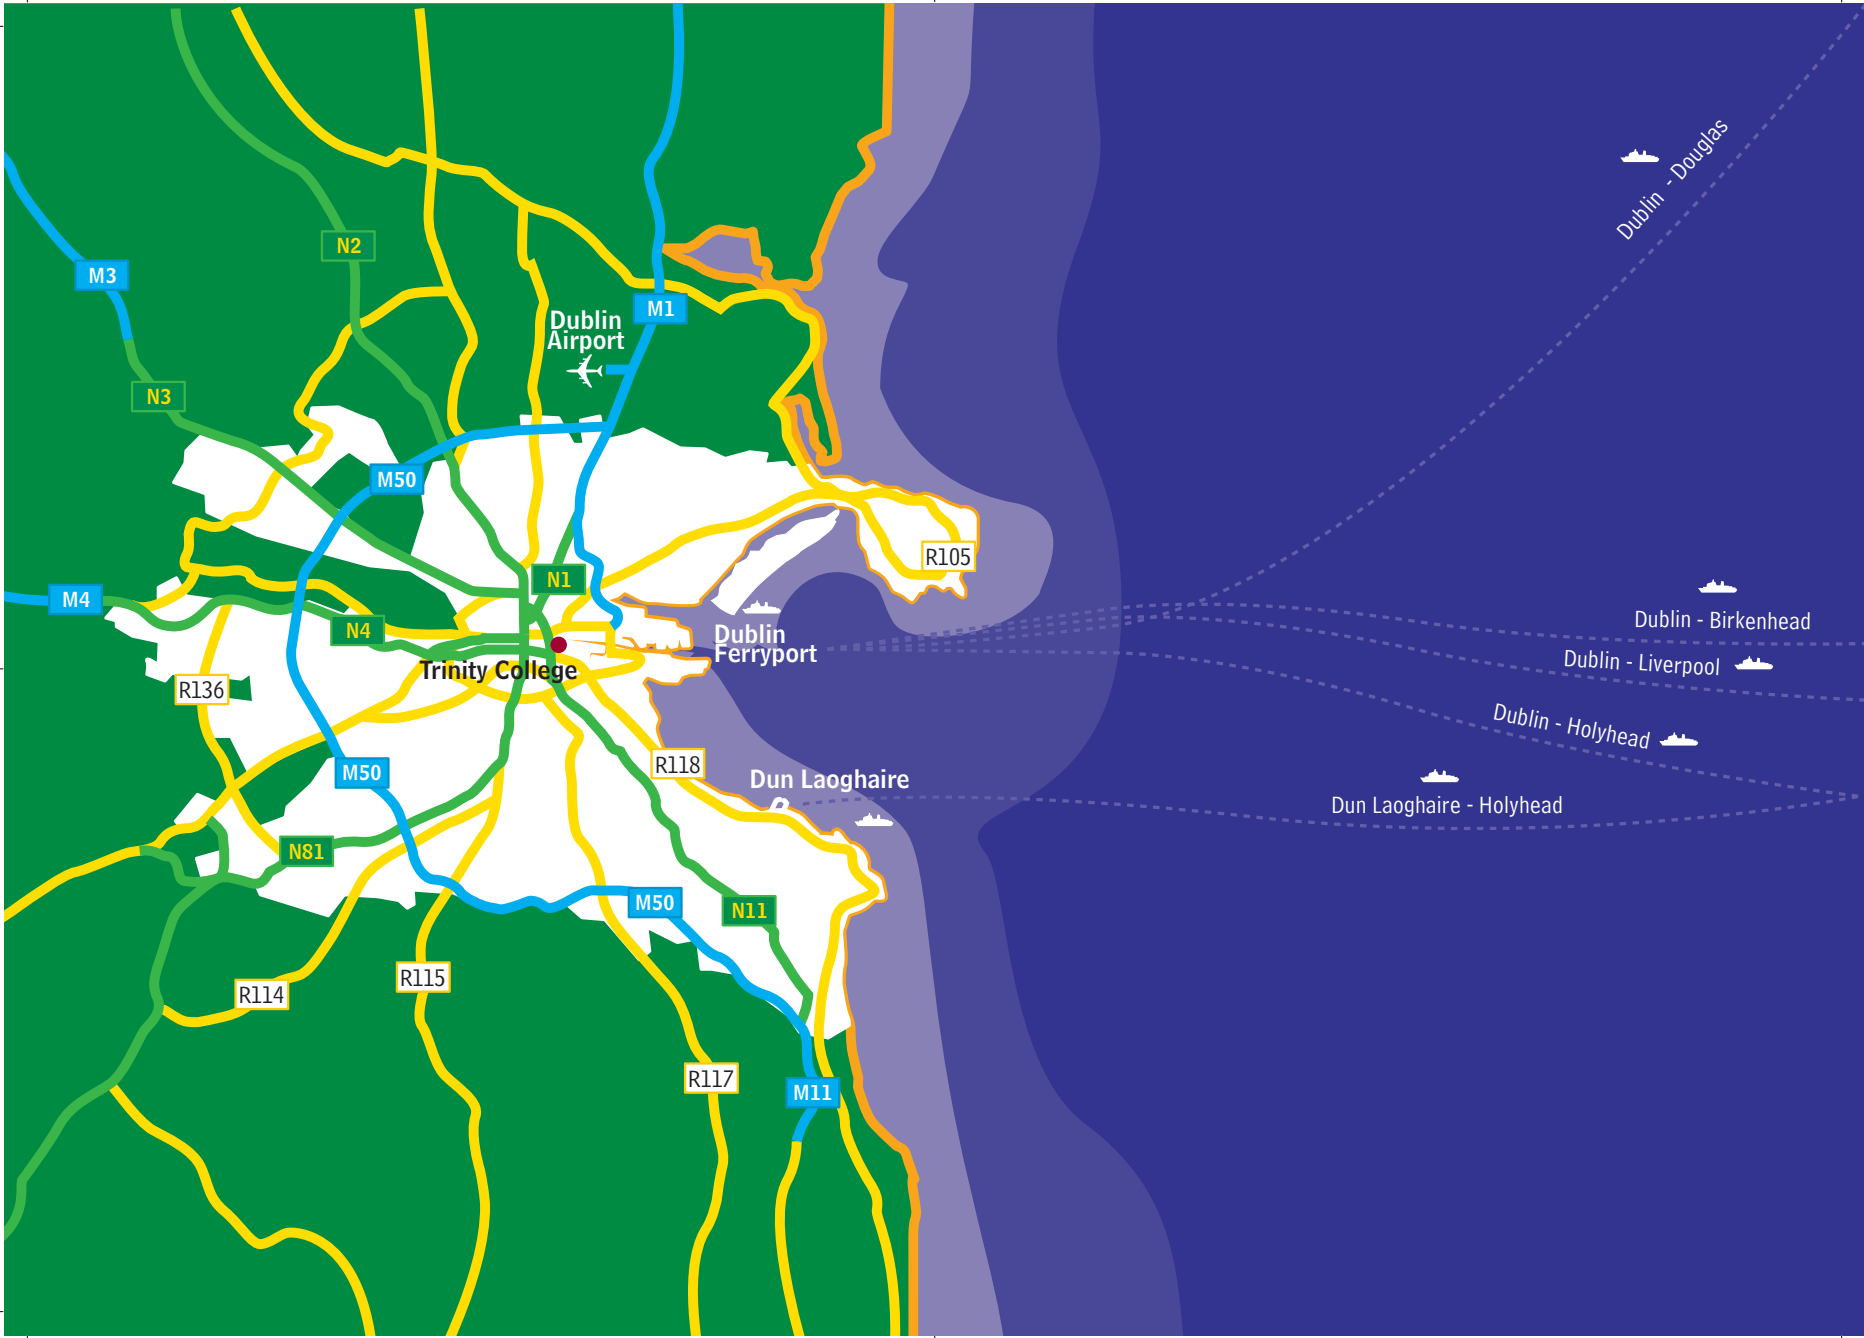 Dublin - Douglas
N2
M3
M1
Dublin
Airport
N3
M50
R105
N1
M4
N4
Dublin
Ferryport
Dublin - Birkenhead
Trinity College
Dublin - Liverpool
R136
Dublin - Holyhead
R118
M50
Dun Laoghaire
Dun Laoghaire - Holyhead
N81
M50
N11
R115
R114
R117
M11